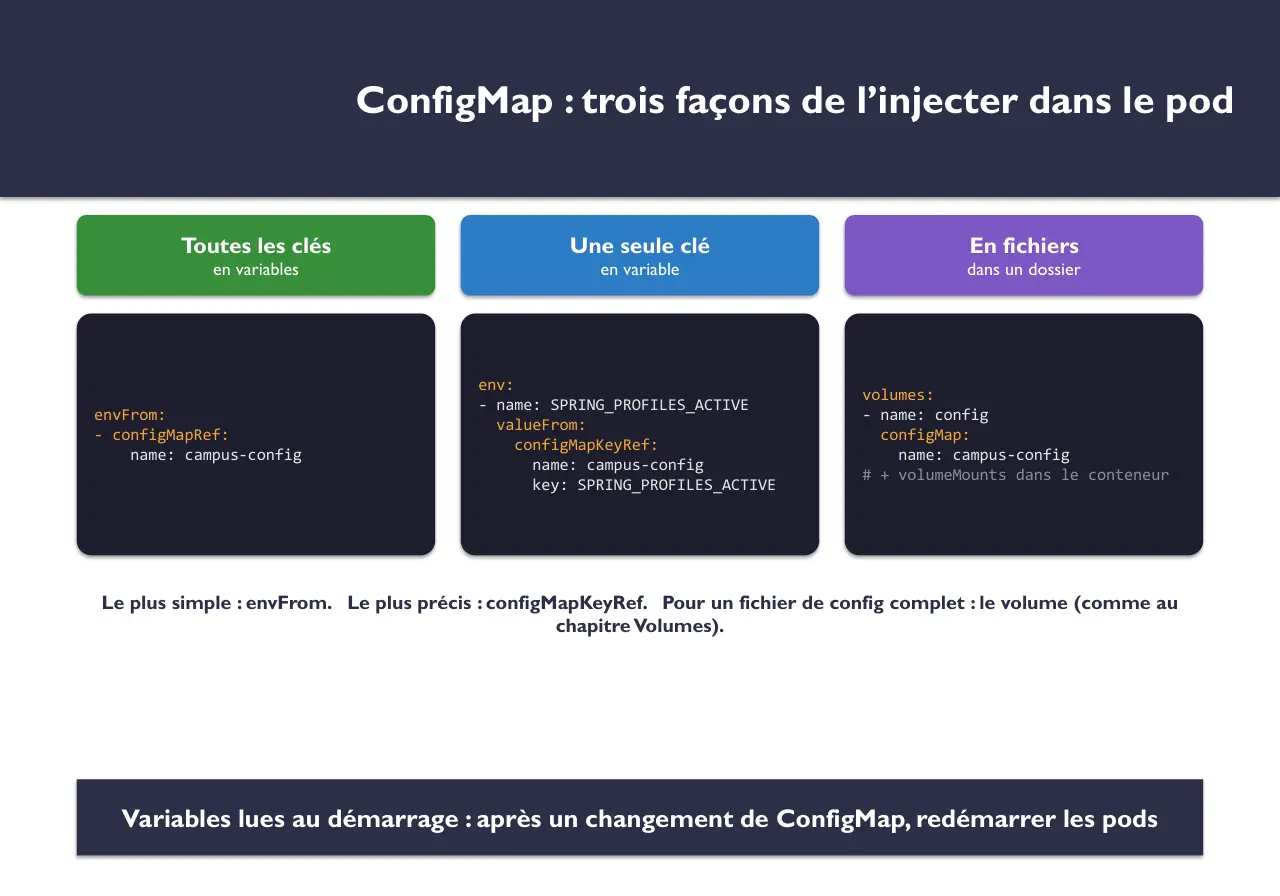 ConfigMap : trois façons de l’injecter dans le pod
Toutes les clés
en variables
Une seule clé
en variable
En fichiers
dans un dossier
envFrom:
- configMapRef:
    name: campus-config
env:
- name: SPRING_PROFILES_ACTIVE
  valueFrom:
    configMapKeyRef:
      name: campus-config
      key: SPRING_PROFILES_ACTIVE
volumes:
- name: config
  configMap:
    name: campus-config
# + volumeMounts dans le conteneur
Le plus simple : envFrom.   Le plus précis : configMapKeyRef.   Pour un fichier de config complet : le volume (comme au
chapitre Volumes).
Variables lues au démarrage : après un changement de ConfigMap, redémarrer les pods